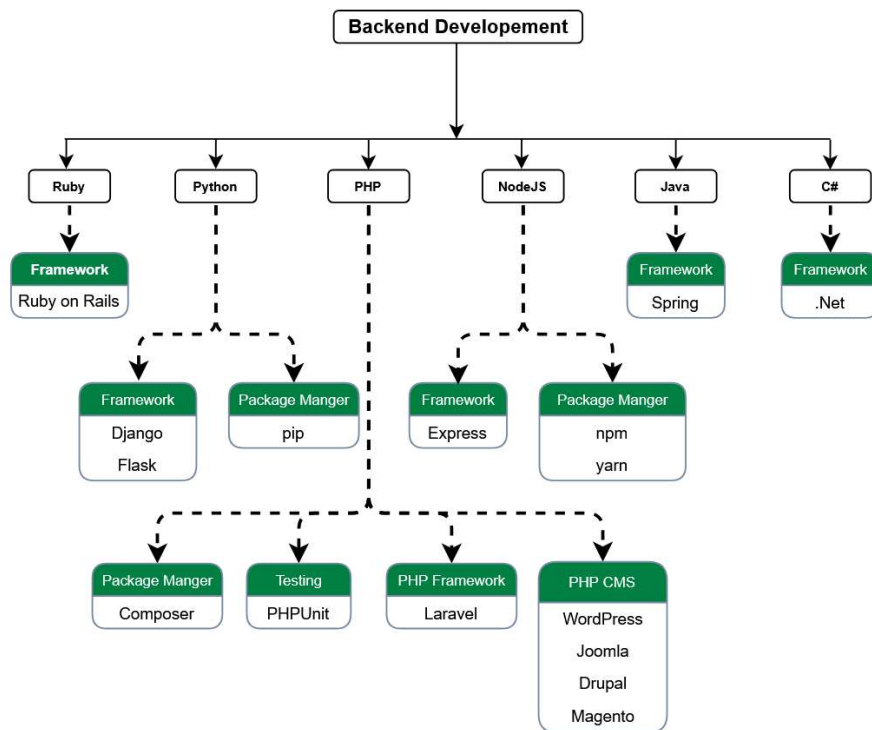 Backend Developement
Ruby
Python
PHP
NodeJS
Java
C#
Framework
Ruby on Rails
Framework
Spring
Framework
.Net
Framework
Django
Flask
Package Manger
pip
Framework
Express
Package Manger
npm
yarn
Package Manger
Composer
Testing
PHPUnit
PHP Framework
Laravel
PHP CMS
WordPress
Joomla
Drupal
Magento